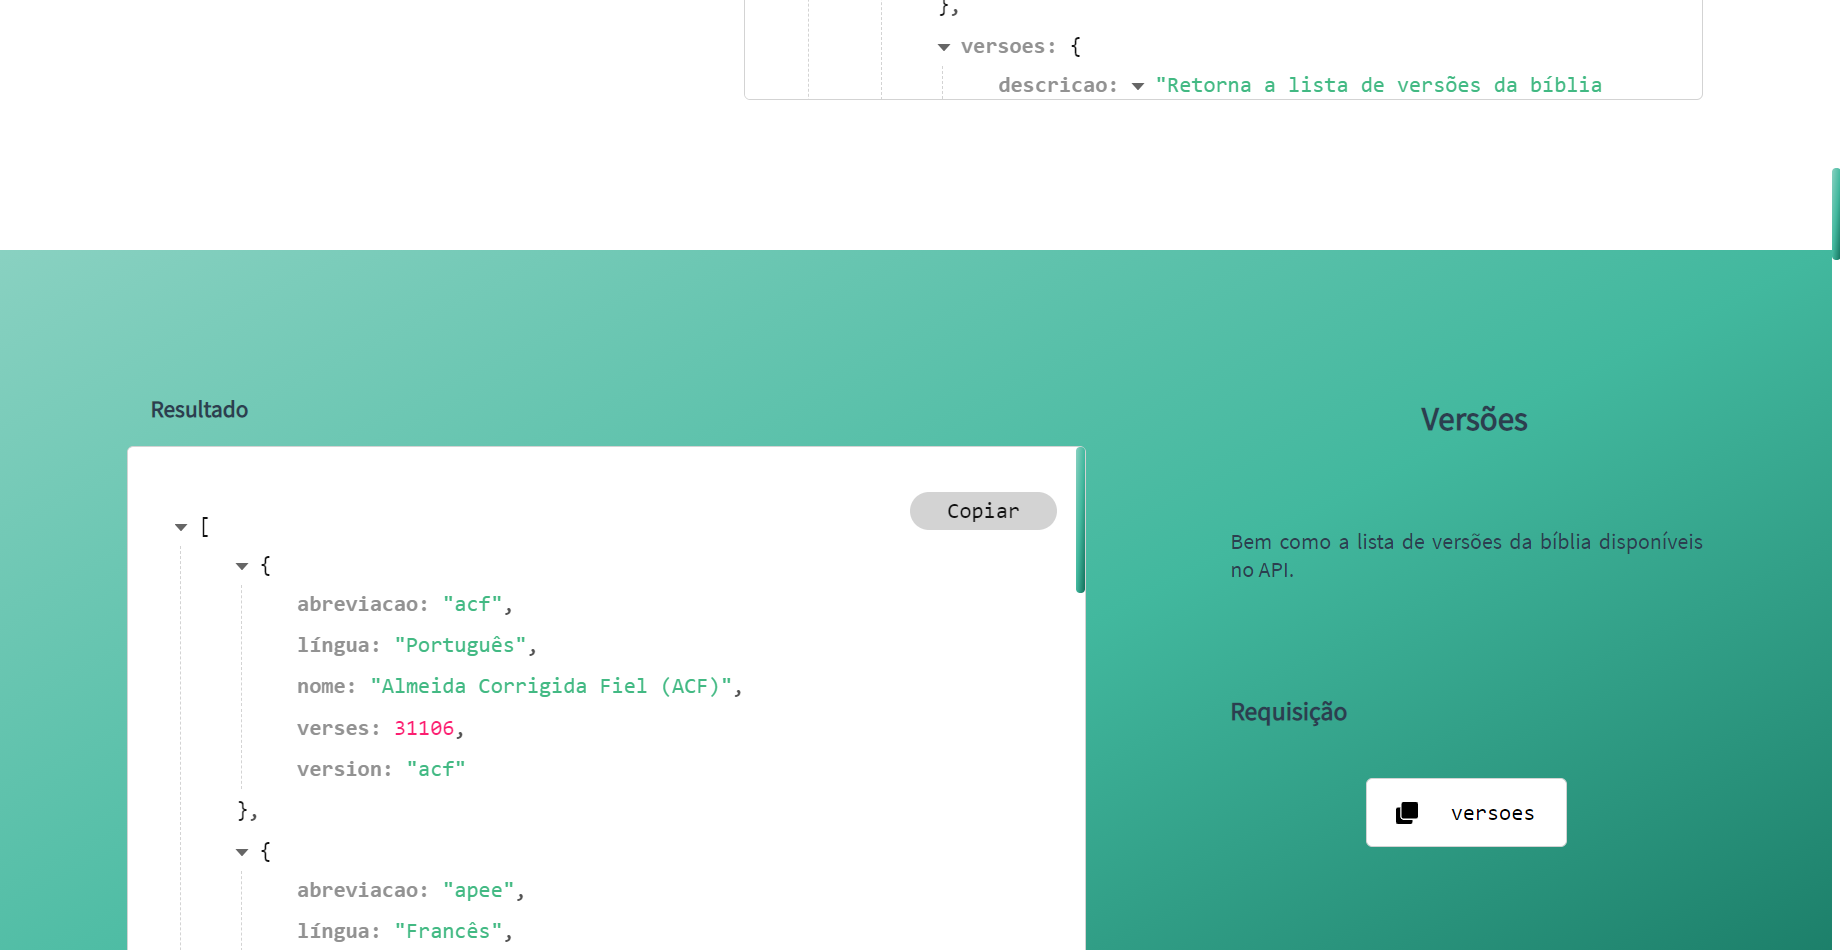 },
versoes: {
descricao: "Retorna a lista de versões da bíblia
Resultado
Copiar
[
{
abreviacao: "acf",
língua: "Português",
nome: "Almeida Corrigida Fiel (ACF)",
verses: 31106,
version: "acf"
},
{
abreviacao: "apee",
língua: "Francês",
Versões
Bem como a lista de versões da bíblia disponíveis
no API.
Requisição
versoes